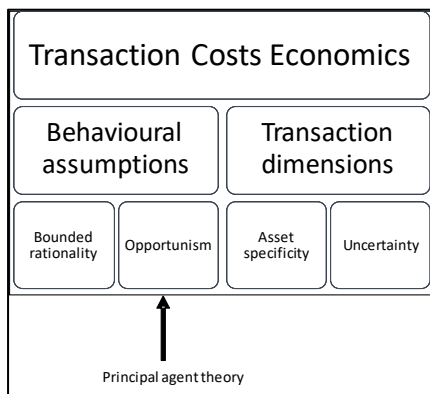 Transaction Costs Economics
Behavioural
assumptions
Transaction
dimensions
Bounded
rationality
Opportunism
Asset
specificity
Uncertainty
Principal agent theory